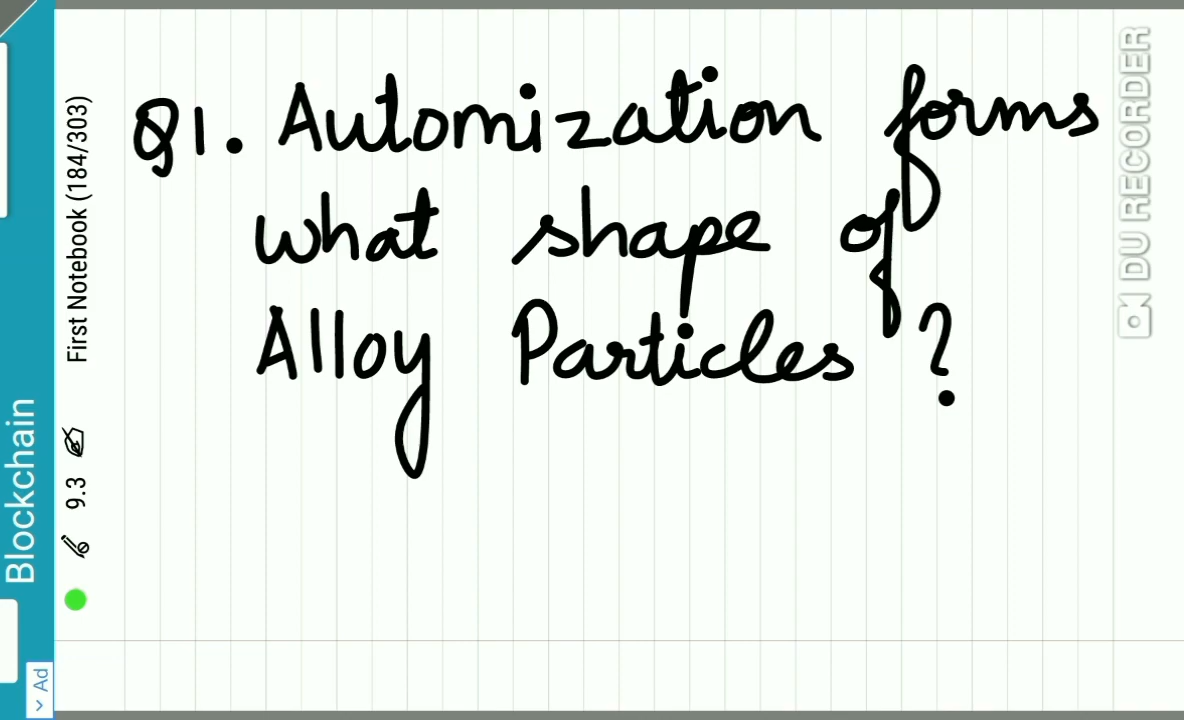 Q1. Automization forms
what shape of
Alloy Particles ?
First Notebook (184/303)
9.3
Blockchain
Ad
DU RECORDER